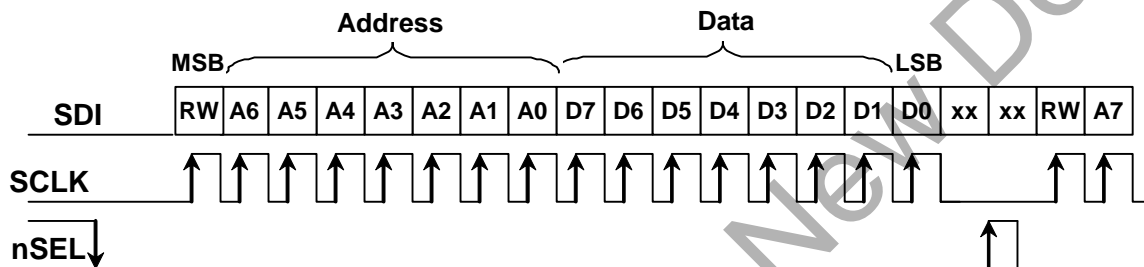 Address Data
MSB LSB
SDI RW A6 A5 A4 A3 A2 A1 A0 D7 D6 D5 D4 D3 D2 D1 D0 xx xx RW A7
SCLK
nSEL
New